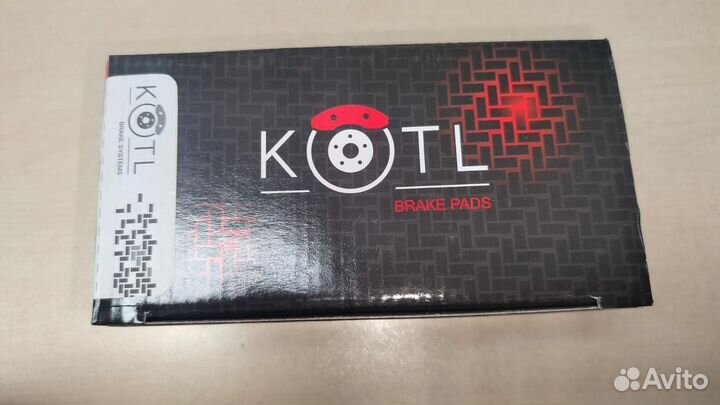 KOTL
BRAKE SYSTEMS
KOTL
BRAKE PADS
Avito